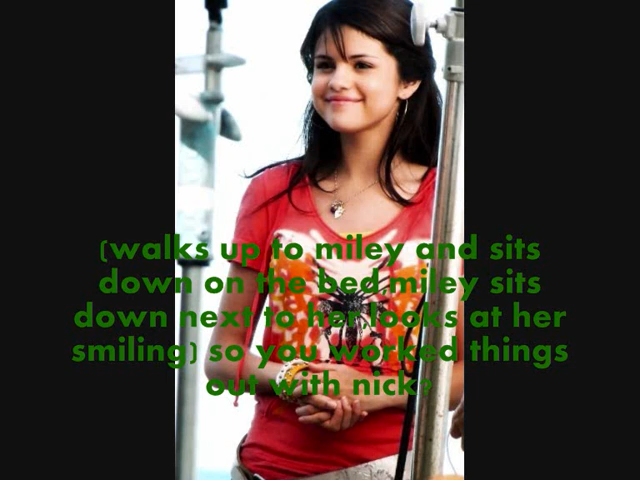 (walks up to miley and sits
down on the bed,miley sits
down next to her,looks at her
smiling) so you worked things
out with nick?